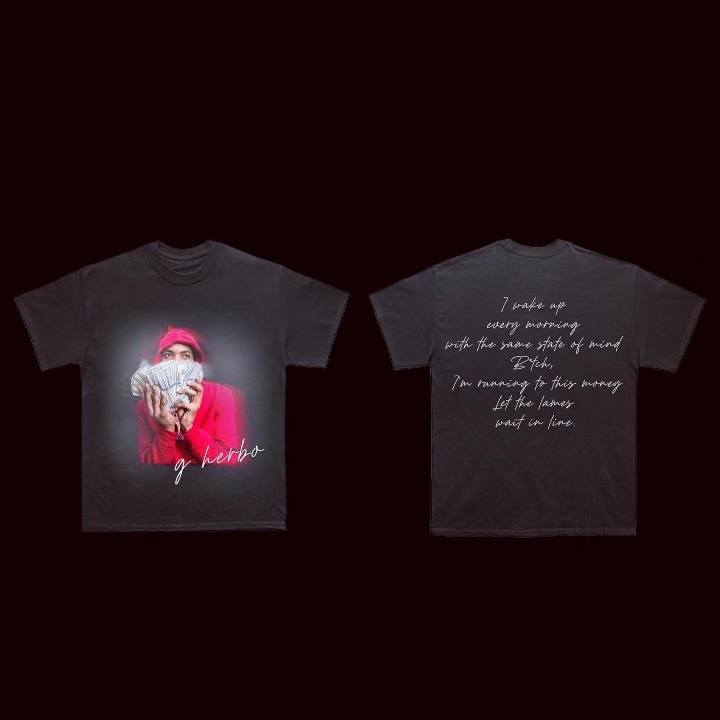 g herbo
I wake up
every morning
with the same state of mind
B*tch,
I'm running to this money
Let the lames
wait in line.